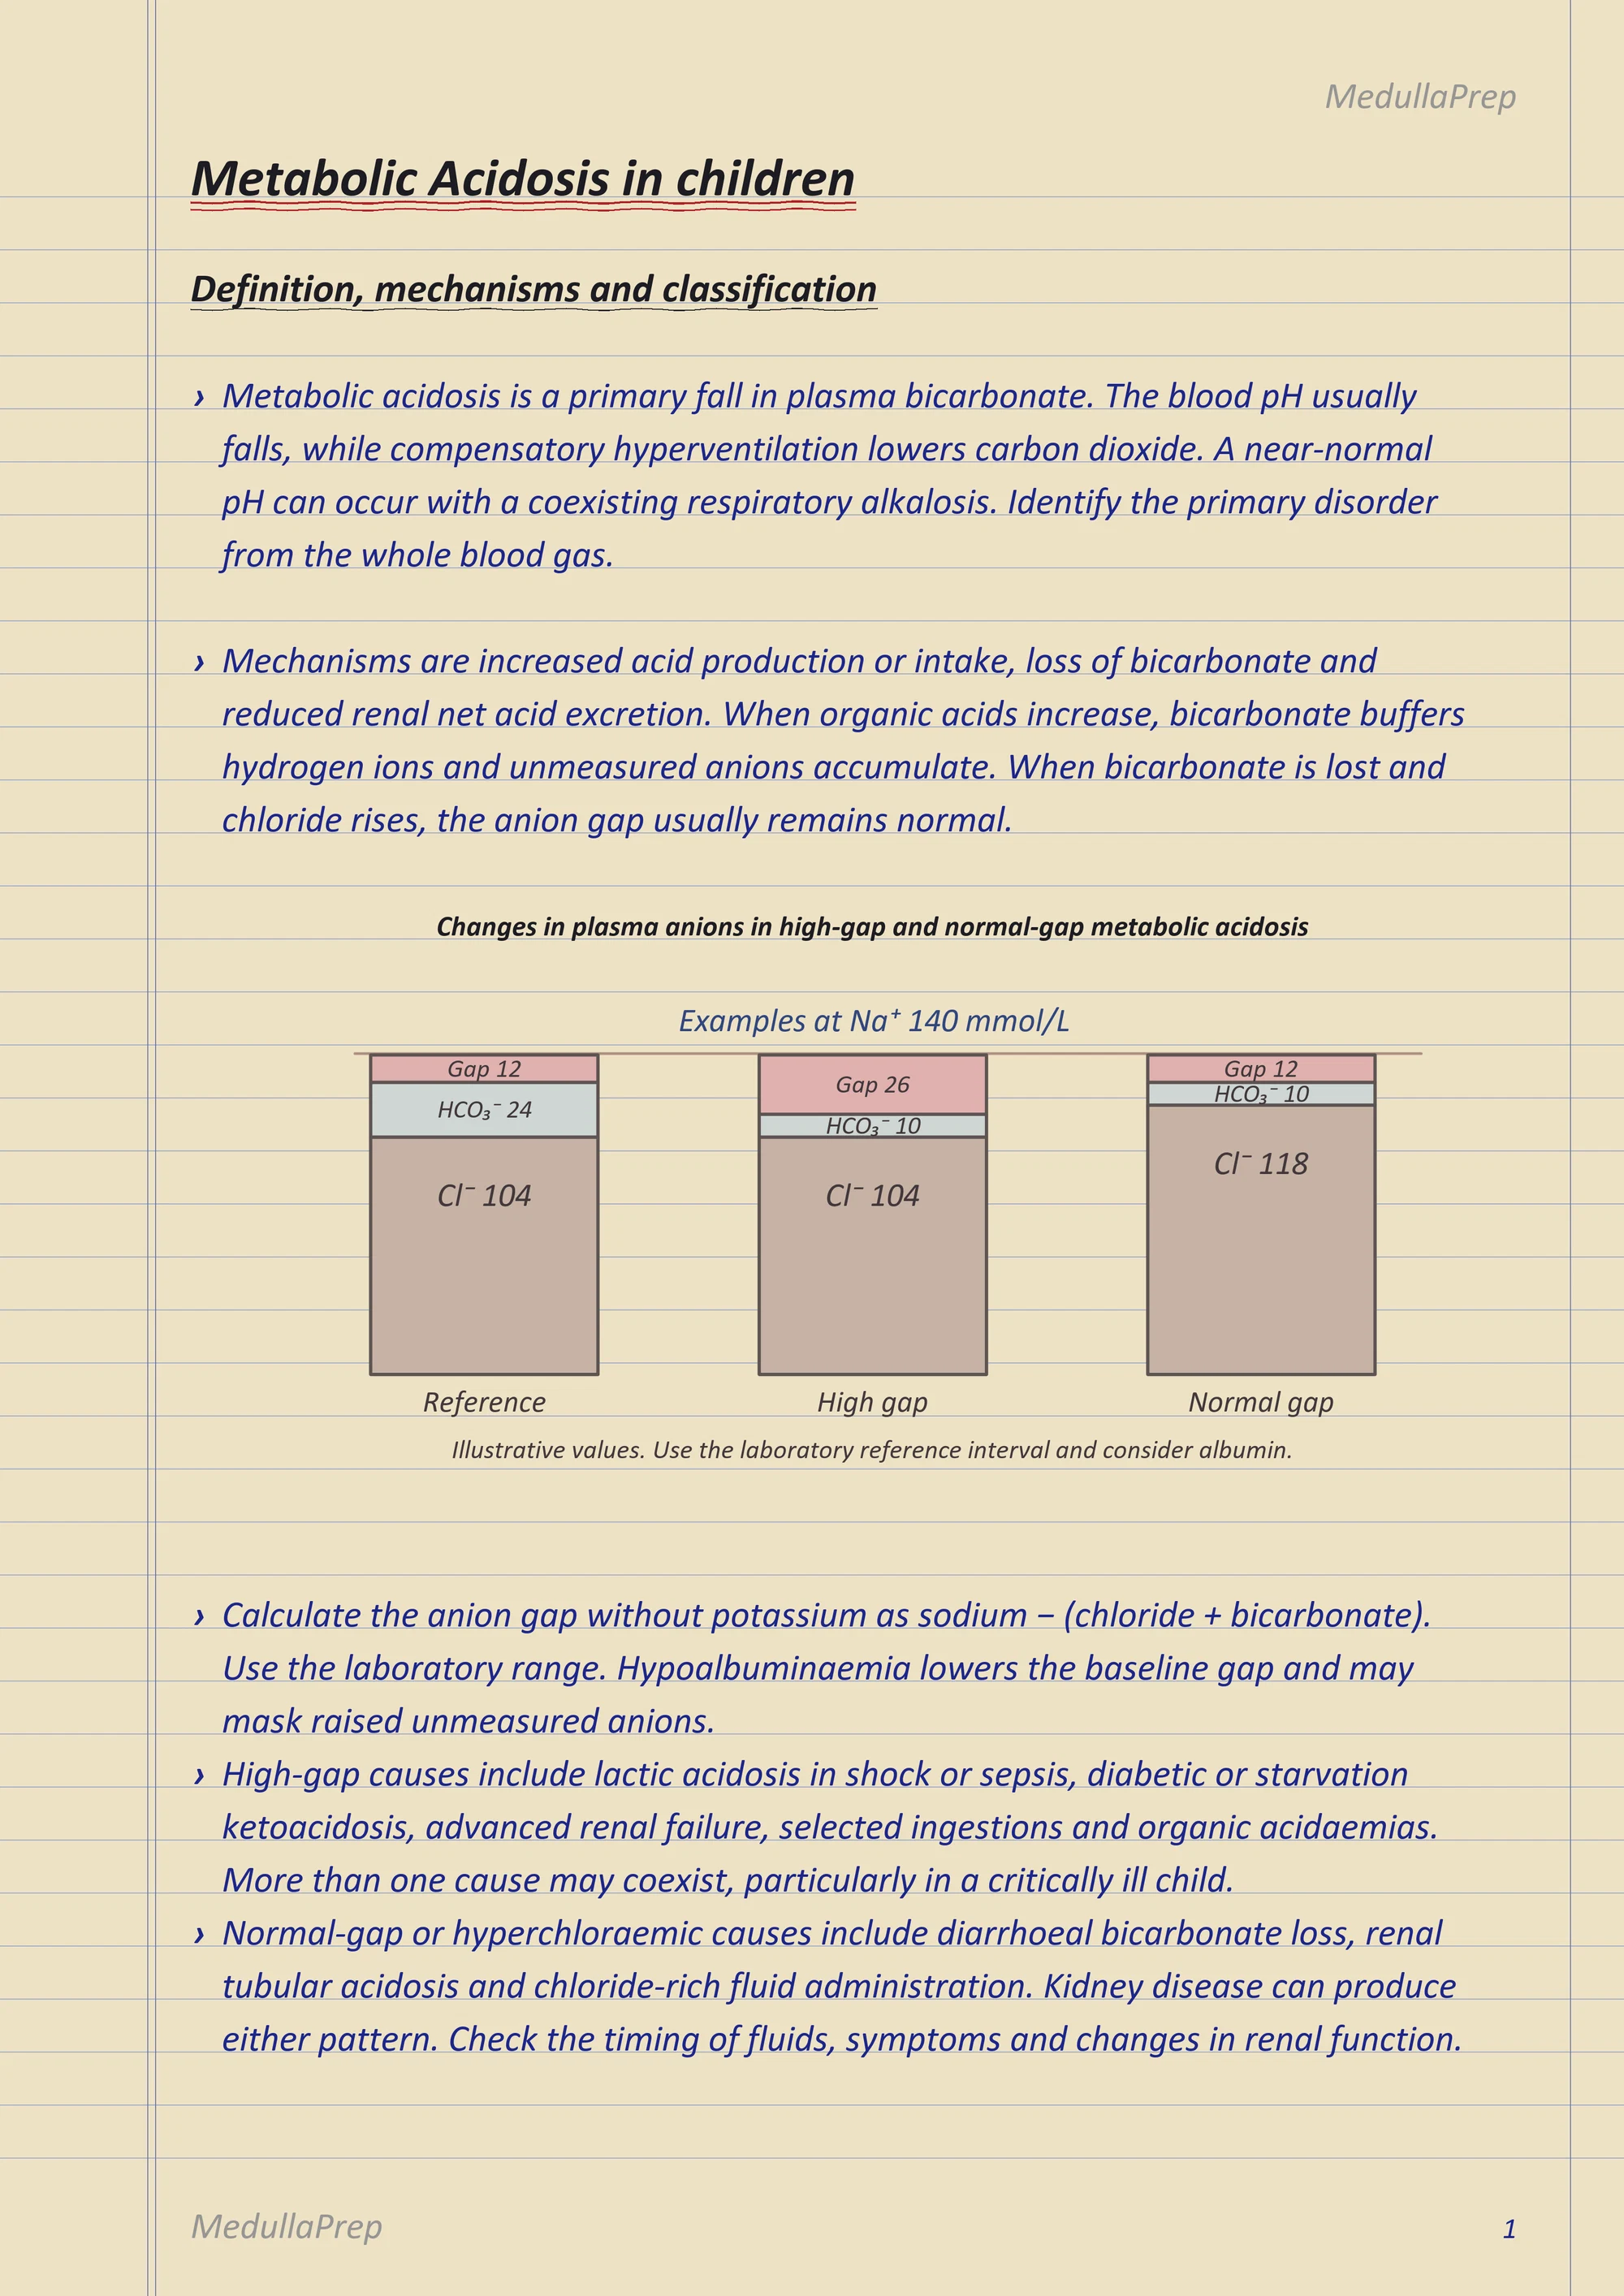 MedullaPrep
Metabolic Acidosis in children
Definition, mechanisms and classification
› Metabolic acidosis is a primary fall in plasma bicarbonate. The blood pH usually
falls, while compensatory hyperventilation lowers carbon dioxide. A near-normal
pH can occur with a coexisting respiratory alkalosis. Identify the primary disorder
from the whole blood gas.
› Mechanisms are increased acid production or intake, loss of bicarbonate and
reduced renal net acid excretion. When organic acids increase, bicarbonate buffers
hydrogen ions and unmeasured anions accumulate. When bicarbonate is lost and
chloride rises, the anion gap usually remains normal.
Changes in plasma anions in high-gap and normal-gap metabolic acidosis
Examples at Na⁺ 140 mmol/L
Gap 12
HCO₃⁻ 24
Cl⁻ 104
Reference
Gap 26
HCO₃⁻ 10
Cl⁻ 104
High gap
Gap 12
HCO₃⁻ 10
Cl⁻ 118
Normal gap
Illustrative values. Use the laboratory reference interval and consider albumin.
› Calculate the anion gap without potassium as sodium − (chloride + bicarbonate).
Use the laboratory range. Hypoalbuminaemia lowers the baseline gap and may
mask raised unmeasured anions.
› High-gap causes include lactic acidosis in shock or sepsis, diabetic or starvation
ketoacidosis, advanced renal failure, selected ingestions and organic acidaemias.
More than one cause may coexist, particularly in a critically ill child.
› Normal-gap or hyperchloraemic causes include diarrhoeal bicarbonate loss, renal
tubular acidosis and chloride-rich fluid administration. Kidney disease can produce
either pattern. Check the timing of fluids, symptoms and changes in renal function.
MedullaPrep
1